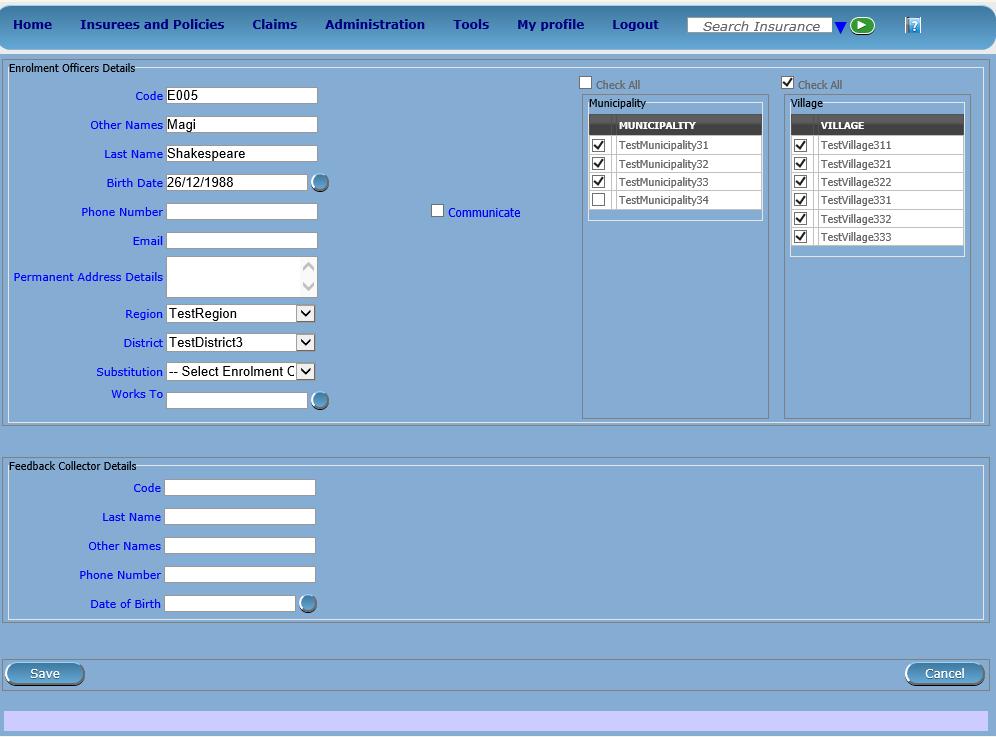 Home Insurees and Policies Claims Administration Tools My profile Logout Search Insurance ?
Enrolment Officers Details
Code E005
Other Names Magi
Last Name Shakespeare
Birth Date 26/12/1988
Phone Number
Communicate
Email
Permanent Address Details
Region TestRegion
District TestDistrict3
Substitution -- Select Enrolment O
Works To
Check All
Municipality
MUNICIPALITY
TestMunicipality31
TestMunicipality32
TestMunicipality33
TestMunicipality34
Check All
Village
VILLAGE
TestVillage311
TestVillage321
TestVillage322
TestVillage331
TestVillage332
TestVillage333
Feedback Collector Details
Code
Last Name
Other Names
Phone Number
Date of Birth
Save Cancel